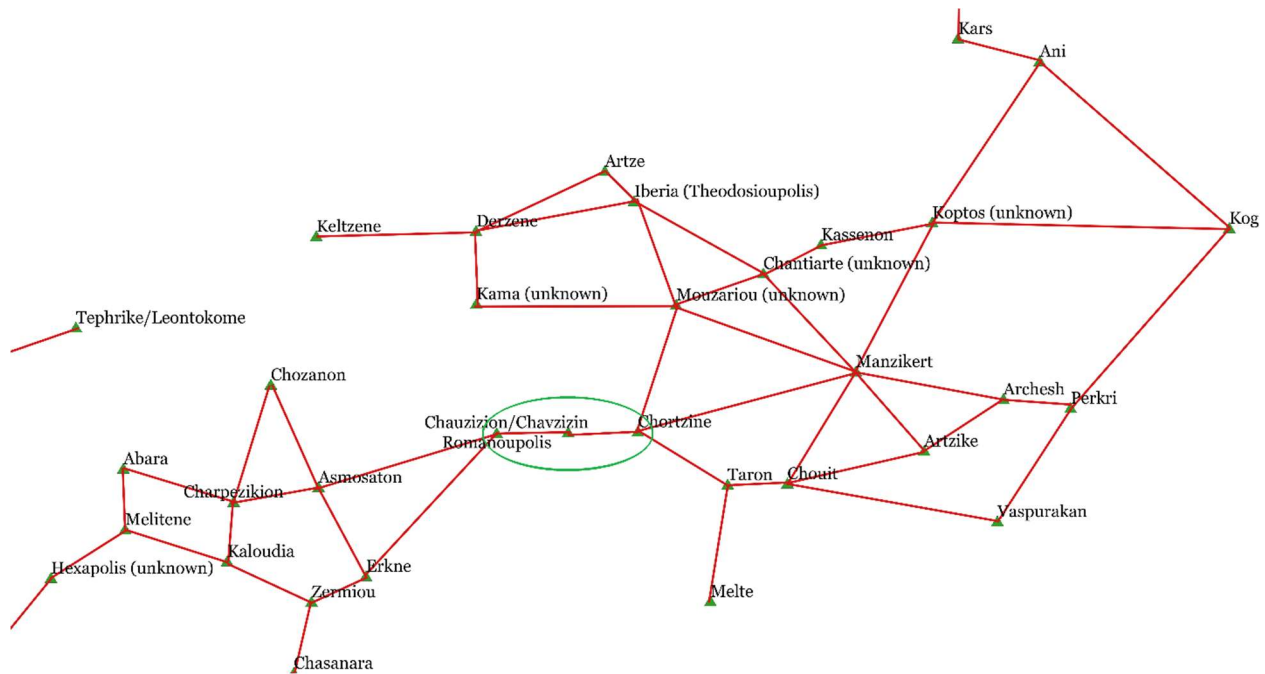 Kars
Ani
Artze
Iberia (Theodosioupolis)
Keltzene
Derzene
Koptos (unknown)
Kog
Kassenon
Chantiarte (unknown)
Kama (unknown)
Mouzariou (unknown)
Tephrike/Leontokome
Manzikert
Chozanon
Archesh
Perkri
Chauzizion/Chavzizin
Chortzine
Romanoupolis
Artzike
Abara
Asmosaton
Taron
Chouit
Charpezikion
Melitene
Vaspurakan
Kaloudia
Hexapolis (unknown)
Erkne
Zermiou
Melte
Chasanara